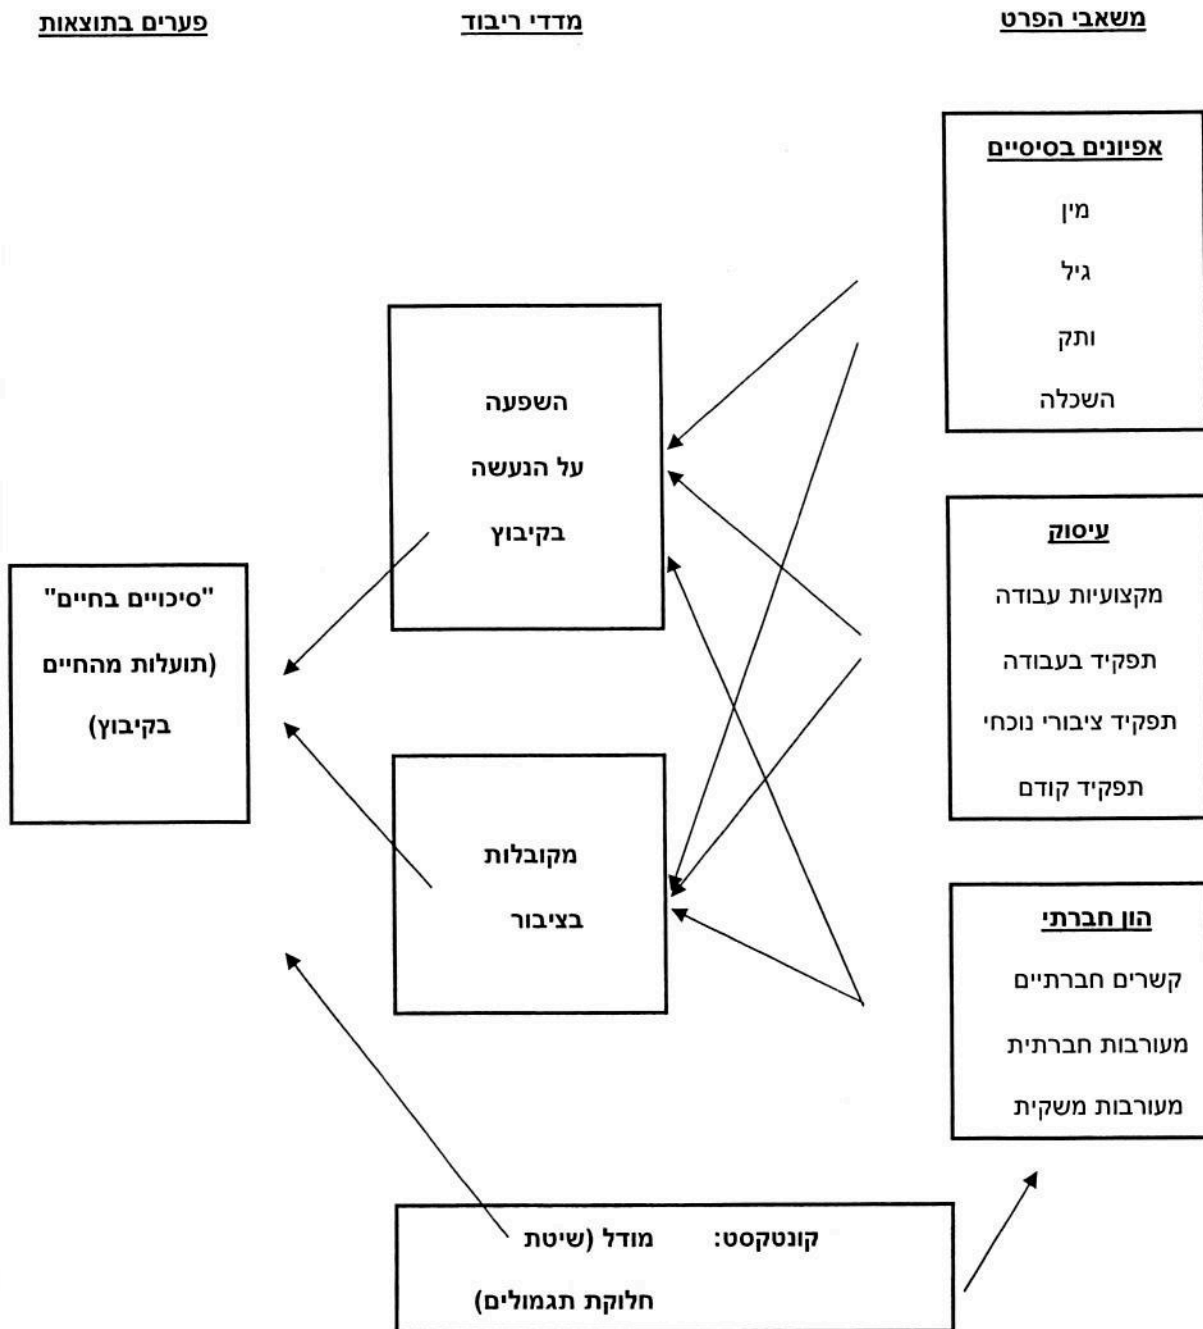 משאבי הפרט
מדדי ריבוד
פערים בתוצאות
אפיונים בסיסיים
מין
גיל
ותק
השכלה
עיסוק
מקצועיות עבודה
תפקיד בעבודה
תפקיד ציבורי נוכחי
תפקיד קודם
הון חברתי
קשרים חברתיים
מעורבות חברתית
מעורבות משקית
השפעה
על הנעשה
בקיבוץ
מקובלות
בציבור
"סיכויים בחיים"
(תועלות מהחיים
בקיבוץ)
קונטקסט: מודל (שיטת
חלוקת תגמולים)